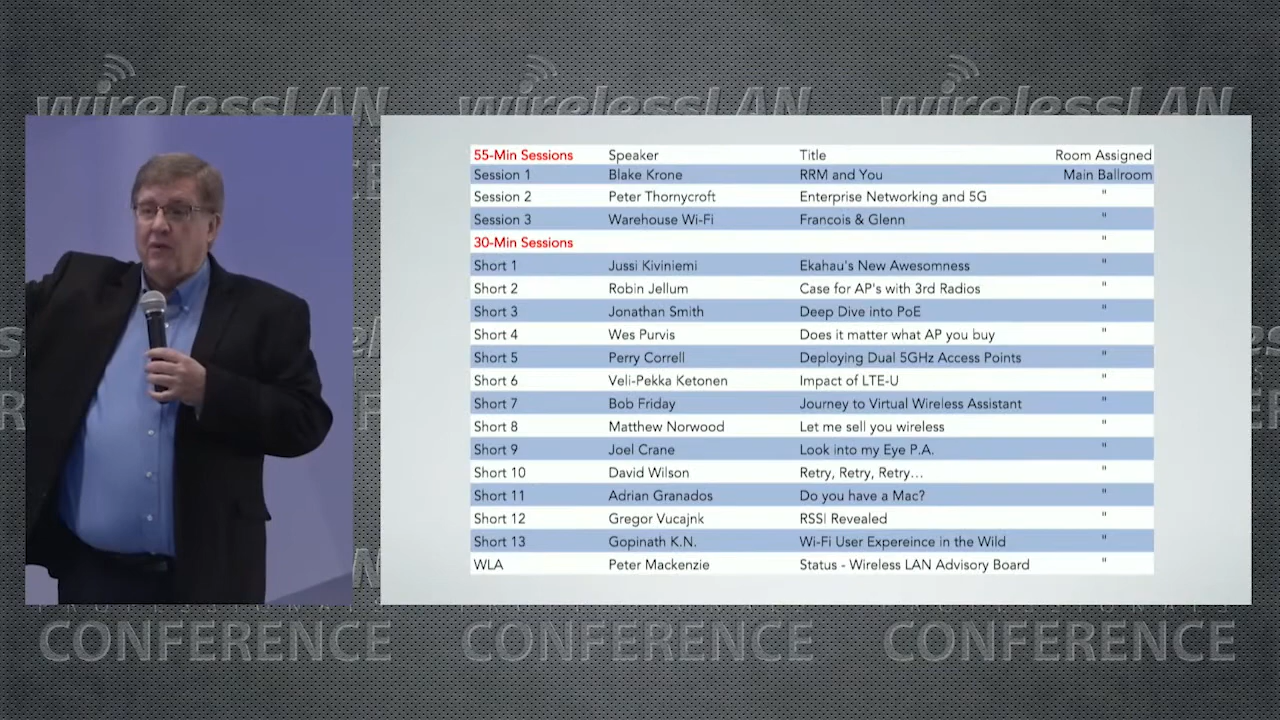 wirelessLAN wirelessLAN wirelessLAN
55-Min Sessions Speaker Title Room Assigned
Session 1 Blake Krone RRM and You Main Ballroom
Session 2 Peter Thornycroft Enterprise Networking and 5G "
Session 3 Warehouse Wi-Fi Francois & Glenn "
30-Min Sessions "
Short 1 Jussi Kiviniemi Ekahau's New Awesomness "
Short 2 Robin Jellum Case for AP's with 3rd Radios "
Short 3 Jonathan Smith Deep Dive into PoE "
Short 4 Wes Purvis Does it matter what AP you buy "
Short 5 Perry Correll Deploying Dual 5GHz Access Points "
Short 6 Veli-Pekka Ketonen Impact of LTE-U "
Short 7 Bob Friday Journey to Virtual Wireless Assistant "
Short 8 Matthew Norwood Let me sell you wireless "
Short 9 Joel Crane Look into my Eye P.A. "
Short 10 David Wilson Retry, Retry, Retry... "
Short 11 Adrian Granados Do you have a Mac? "
Short 12 Gregor Vucajnk RSSI Revealed "
Short 13 Gopinath K.N. Wi-Fi User Expereince in the Wild "
WLA Peter Mackenzie Status - Wireless LAN Advisory Board "
CONFERENCE CONFERENCE CONFERENCE